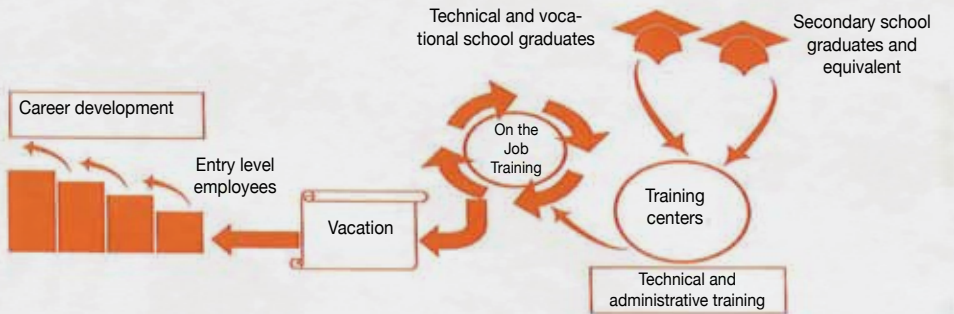 Technical and voca-
tional school graduates
Secondary school
graduates and
equivalent
Career development
Entry level
employees
On the
Job
Training
Vacation
Training
centers
Technical and
administrative training